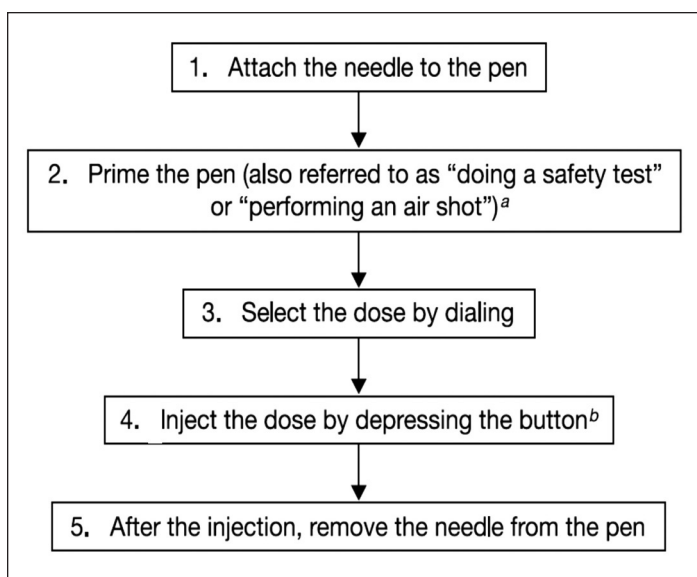 1. Attach the needle to the pen
2. Prime the pen (also referred to as “doing a safety test”
or “performing an air shot”)a
3. Select the dose by dialing
4. Inject the dose by depressing the buttonb
5. After the injection, remove the needle from the pen